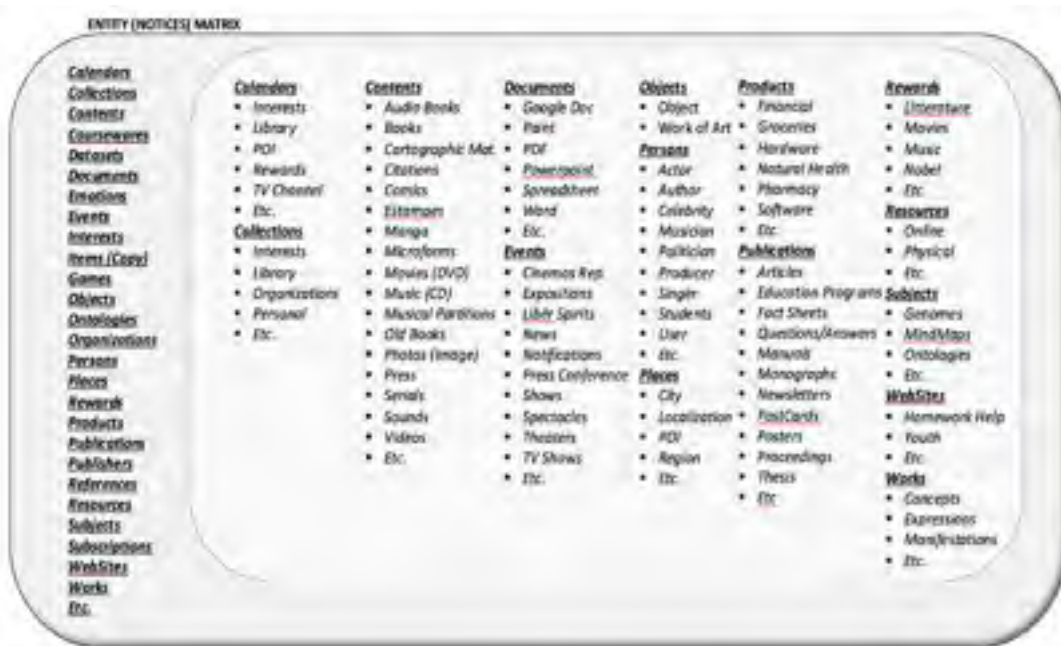 ENTITY (NOTICES) MATRIX
Calendars
Collections
Contents
Coursewares
Datasets
Documents
Emotions
Events
Interests
Items (Copy)
Games
Objects
Ontologies
Organizations
Persons
Places
Rewards
Products
Publications
Publishers
References
Resources
Subjects
Subscriptions
WebSites
Works
Etc.
Calendars
• Interests
• Library
• POI
• Rewards
• TV Channel
• Etc.
Collections
• Interests
• Library
• Organizations
• Personal
• Etc.
Contents
• Audio Books
• Books
• Cartographic Mat.
• Citations
• Comics
• Estampes
• Manga
• Microforms
• Movies (DVD)
• Music (CD)
• Musical Partitions
• Old Books
• Photos (Image)
• Press
• Serials
• Sounds
• Videos
• Etc.
Documents
• Google Doc
• Paint
• PDF
• Powerpoint
• Spreadsheet
• Word
• Etc.
Events
• Cinemas Rep.
• Expositions
• Libér Spirits
• News
• Notifications
• Press Conference
• Shows
• Spectacles
• Theaters
• TV Shows
• Etc.
Objects
• Object
• Work of Art
Persons
• Actor
• Author
• Celebrity
• Musician
• Politician
• Producer
• Singer
• Students
• User
• Etc.
Places
• City
• Localization
• POI
• Region
• Etc.
Products
• Financial
• Groceries
• Hardware
• Natural Health
• Pharmacy
• Software
• Etc.
Publications
• Articles
• Education Programs
• Fact Sheets
• Questions/Answers
• Manuals
• Monographs
• Newsletters
• PostCards
• Posters
• Proceedings
• Thesis
• Etc
Rewards
• Litterature
• Movies
• Music
• Nobel
• Etc
Resources
• Online
• Physical
• Etc.
Subjects
• Genomes
• MindMaps
• Ontologies
• Etc.
WebSites
• Homework Help
• Youth
• Etc.
Works
• Concepts
• Expressions
• Manifestations
• Etc.